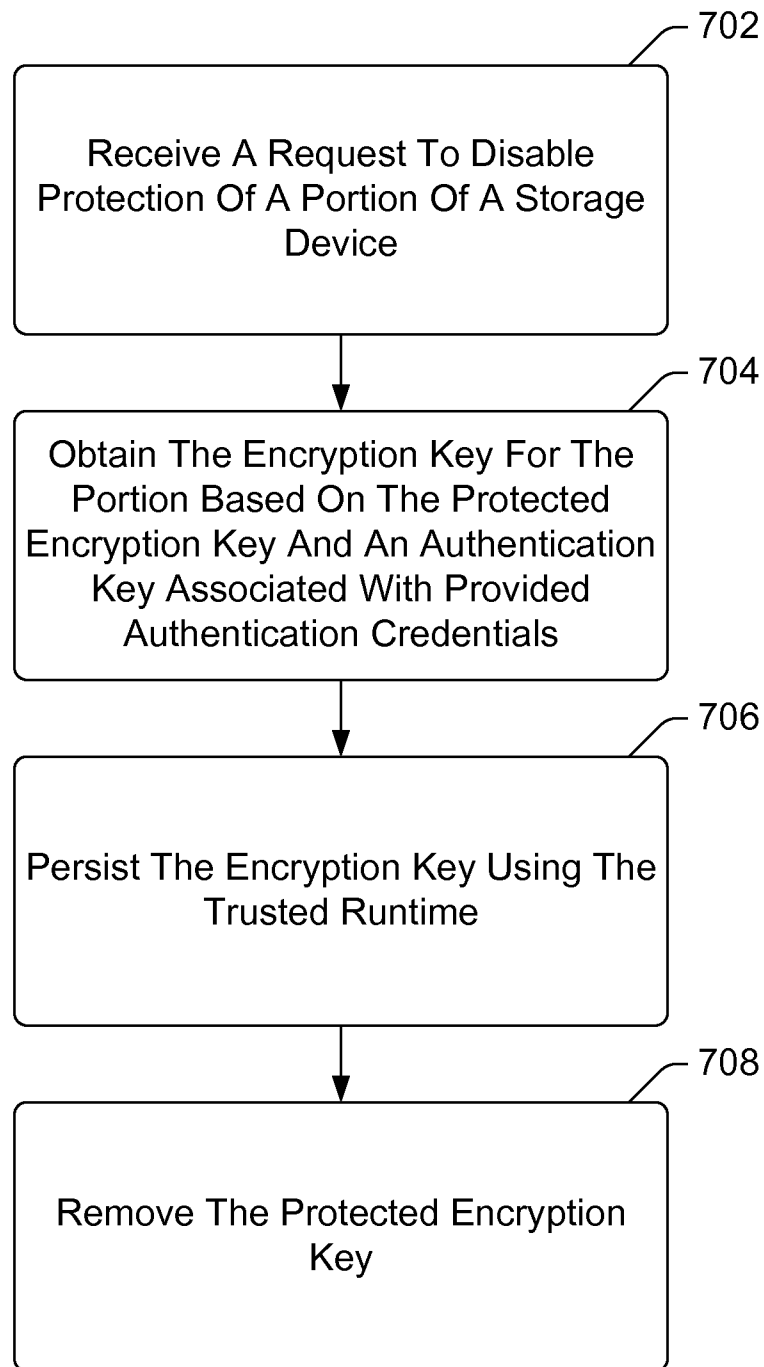 702
Receive A Request To Disable
Protection Of A Portion Of A Storage
Device
704
Obtain The Encryption Key For The
Portion Based On The Protected
Encryption Key And An Authentication
Key Associated With Provided
Authentication Credentials
706
Persist The Encryption Key Using The
Trusted Runtime
708
Remove The Protected Encryption
Key